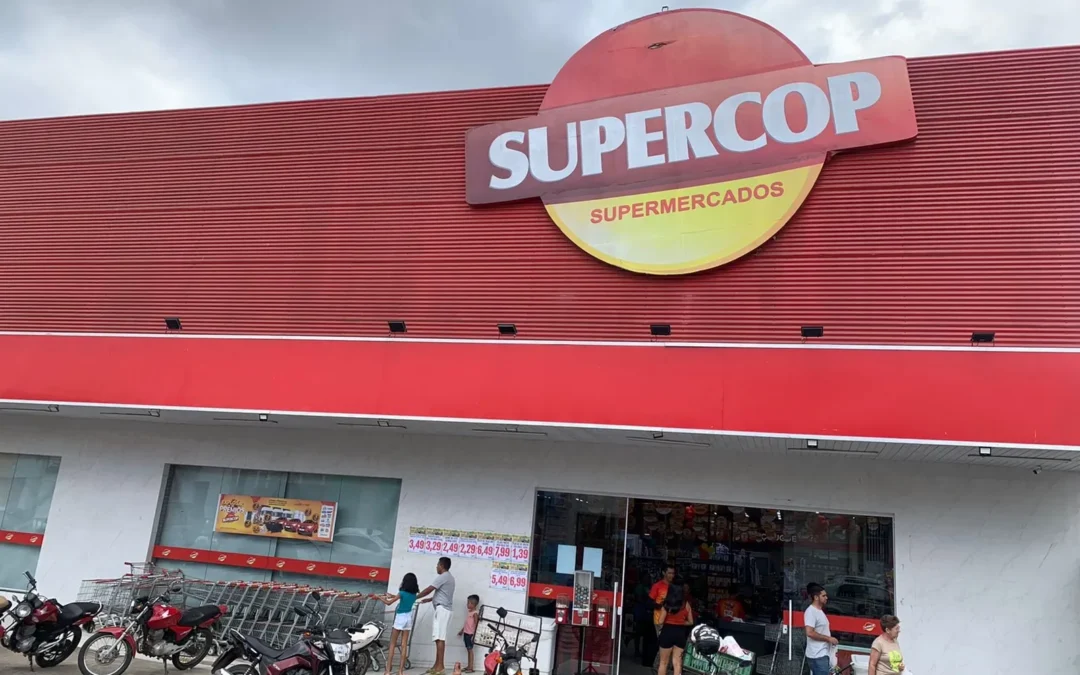 SUPERCOP
SUPERMERCADOS
PRÊMIOS
3,49 3,29 2,49 2,29 6,49 7,99 1,39
5,49 6,99